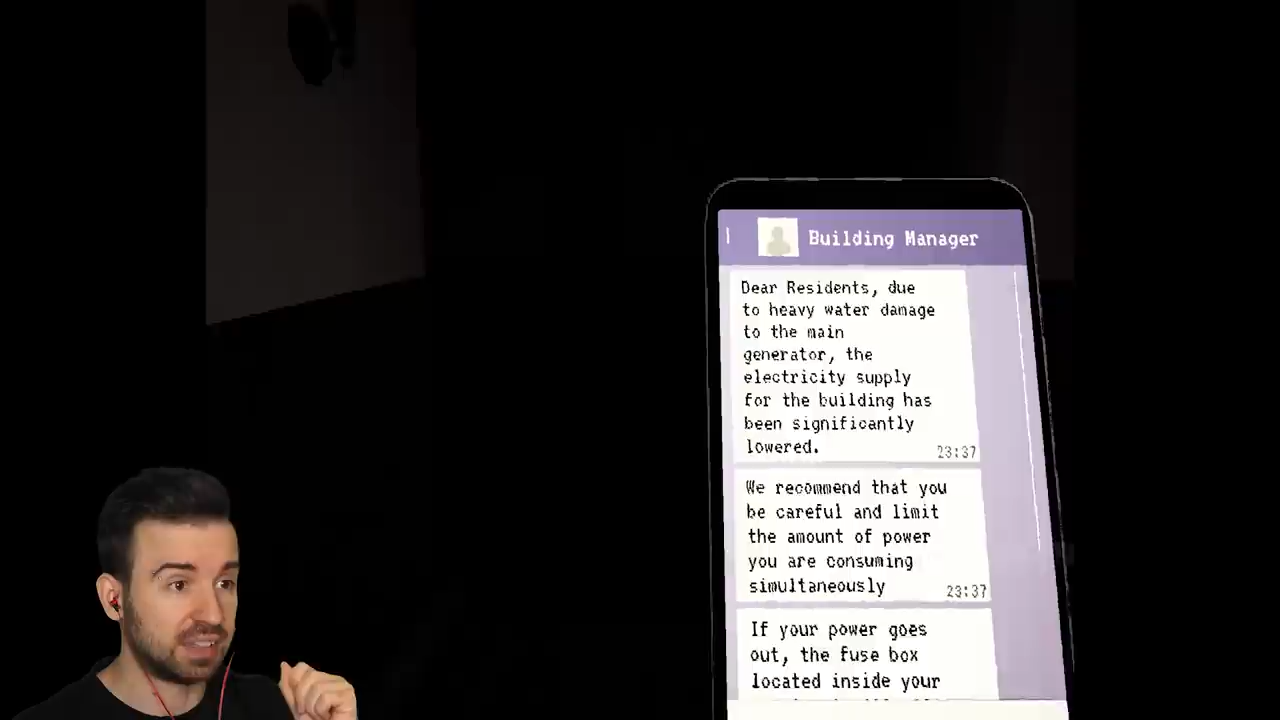 Building Manager
Dear Residents, due
to heavy water damage
to the main
generator, the
electricity supply
for the building has
been significantly
lowered.
23:37
We recommend that you
be careful and limit
the amount of power
you are consuming
simultaneously
23:37
If your power goes
out, the fuse box
located inside your